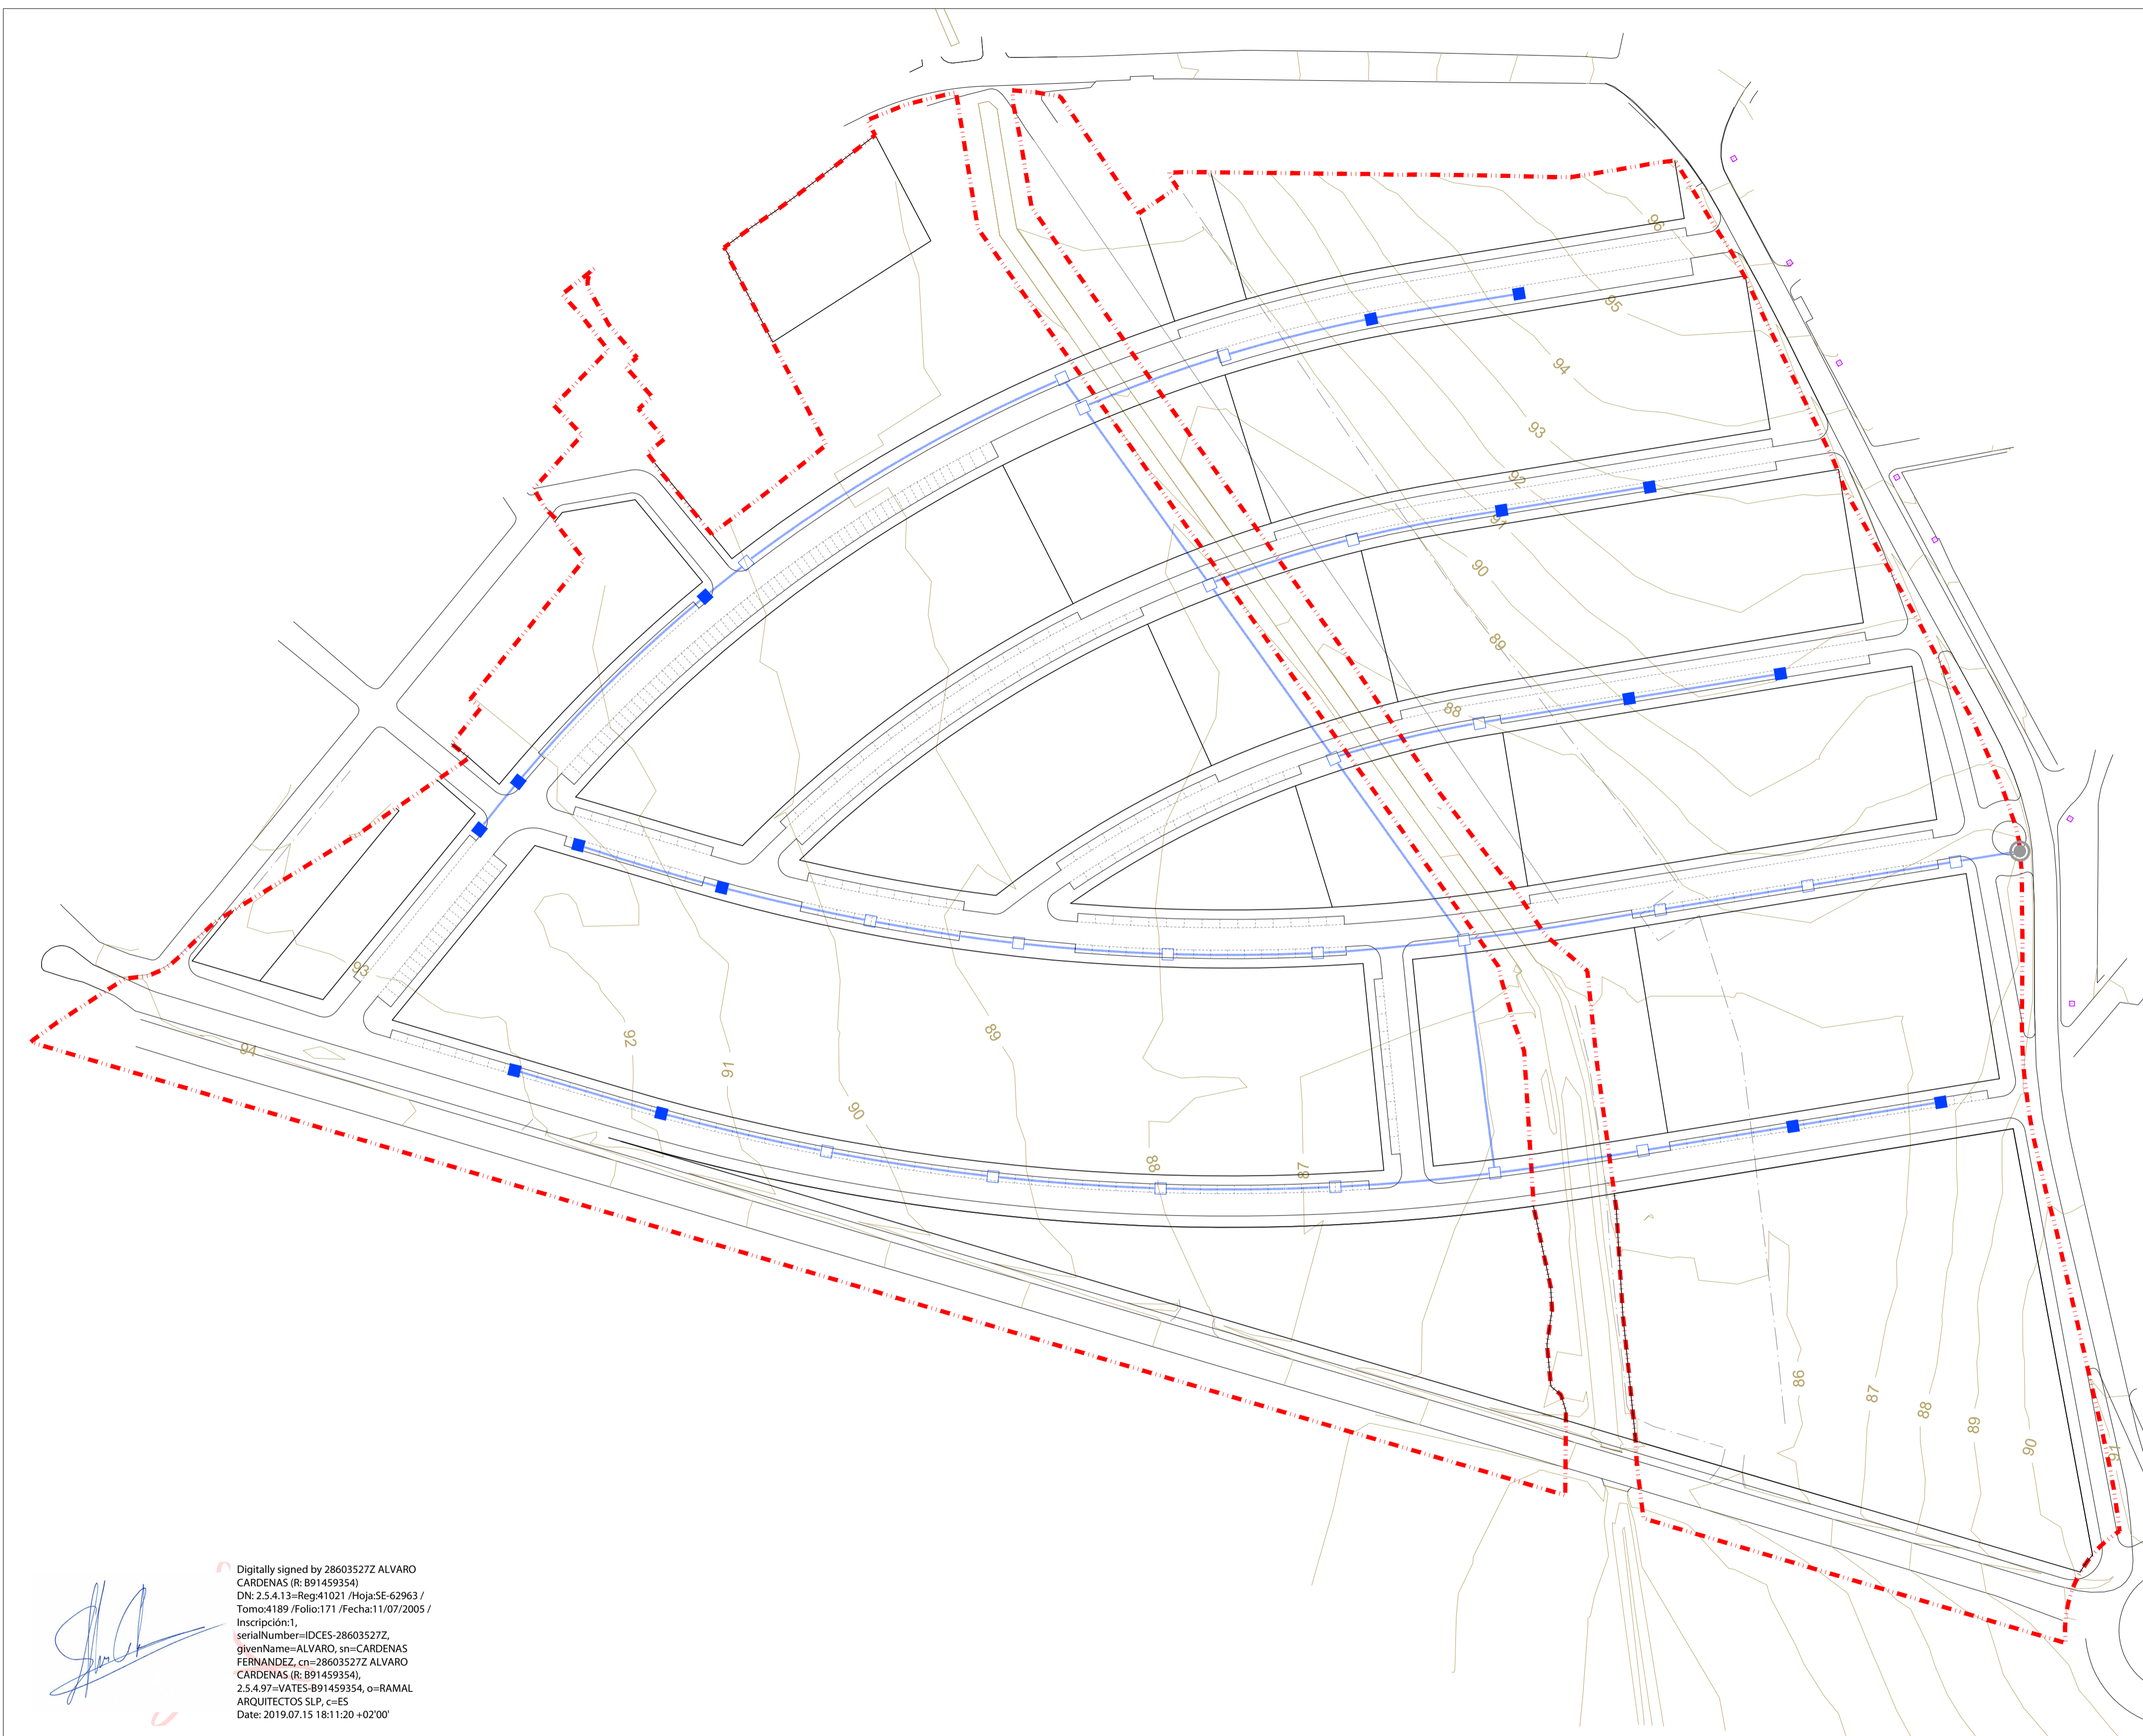 96
95
94
93
92
91
90
89
88
93
94
92
91
90
89
88
87
86
87
88
89
90
91
Digitally signed by 28603527Z ALVARO
CARDENAS (R: B91459354)
DN: 2.5.4.13=Reg:41021 /Hoja:SE-62963 /
Tomo:4189 /Folio:171 /Fecha:11/07/2005 /
Inscripción:1,
serialNumber=IDCES-28603527Z,
givenName=ALVARO, sn=CARDENAS
FERNANDEZ, cn=28603527Z ALVARO
CARDENAS (R: B91459354),
2.5.4.97=VATES-B91459354, o=RAMAL
ARQUITECTOS SLP, c=ES
Date: 2019.07.15 18:11:20 +02'00'